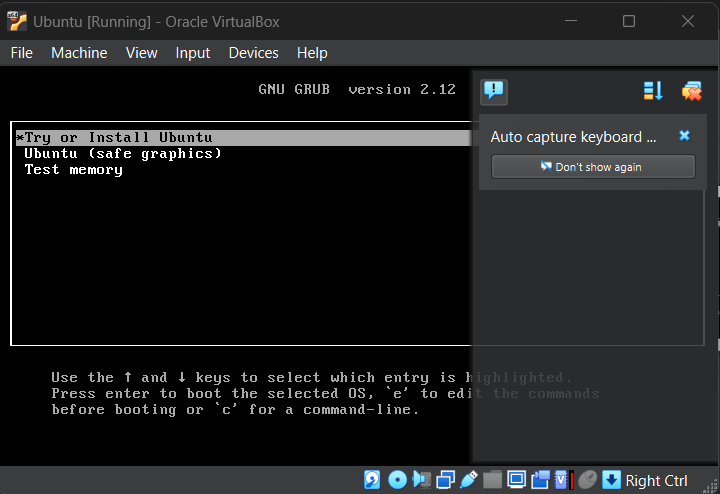 Ubuntu [Running] - Oracle VirtualBox
File Machine View Input Devices Help
GNU GRUB version 2.12
*Try or Install Ubuntu
Ubuntu (safe graphics)
Test memory
Auto capture keyboard ...
Don't show again
Use the ↑ and ↓ keys to select which entry is highlighted.
Press enter to boot the selected OS, `e' to edit the commands
before booting or `c' for a command-line.
Right Ctrl